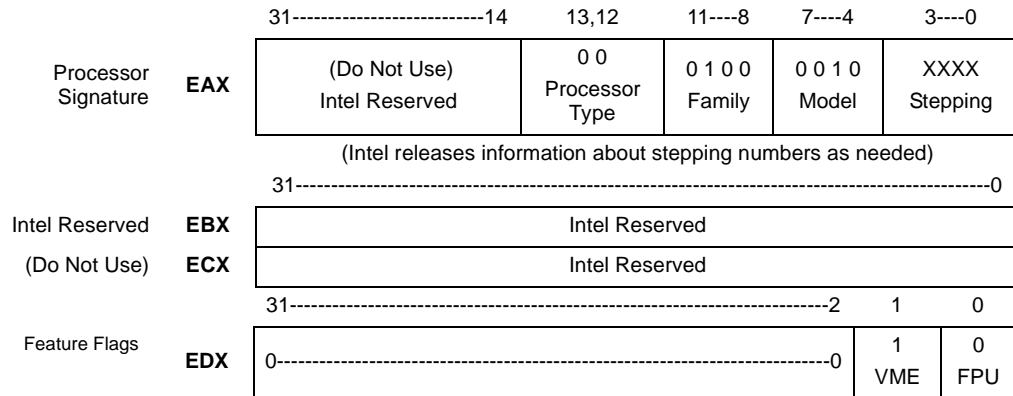 31---------------------------14 13,12 11----8 7----4 3----0
Processor Signature EAX (Do Not Use) Intel Reserved 0 0 Processor Type 0 1 0 0 Family 0 0 1 0 Model XXXX Stepping
(Intel releases information about stepping numbers as needed)
31-------------------------------------------------------------------------------------------------0
Intel Reserved EBX Intel Reserved
(Do Not Use) ECX Intel Reserved
31----------------------------------------------------------------------------2 1 0
Feature Flags EDX 0------------------------------------------------------------------------------0 1 VME 0 FPU